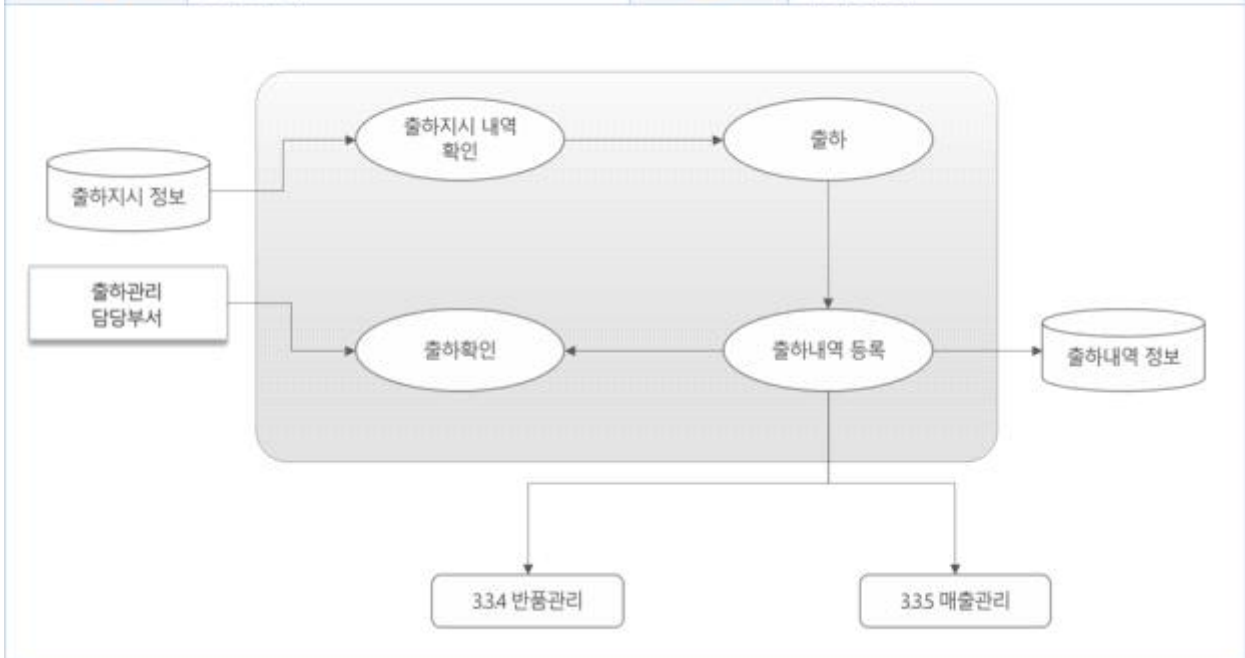 출하지시 내역
확인
출하
출하지시 정보
출하관리
담당부서
출하확인
출하내역 등록
출하내역 정보
3.3.4 반품관리
3.3.5 매출관리